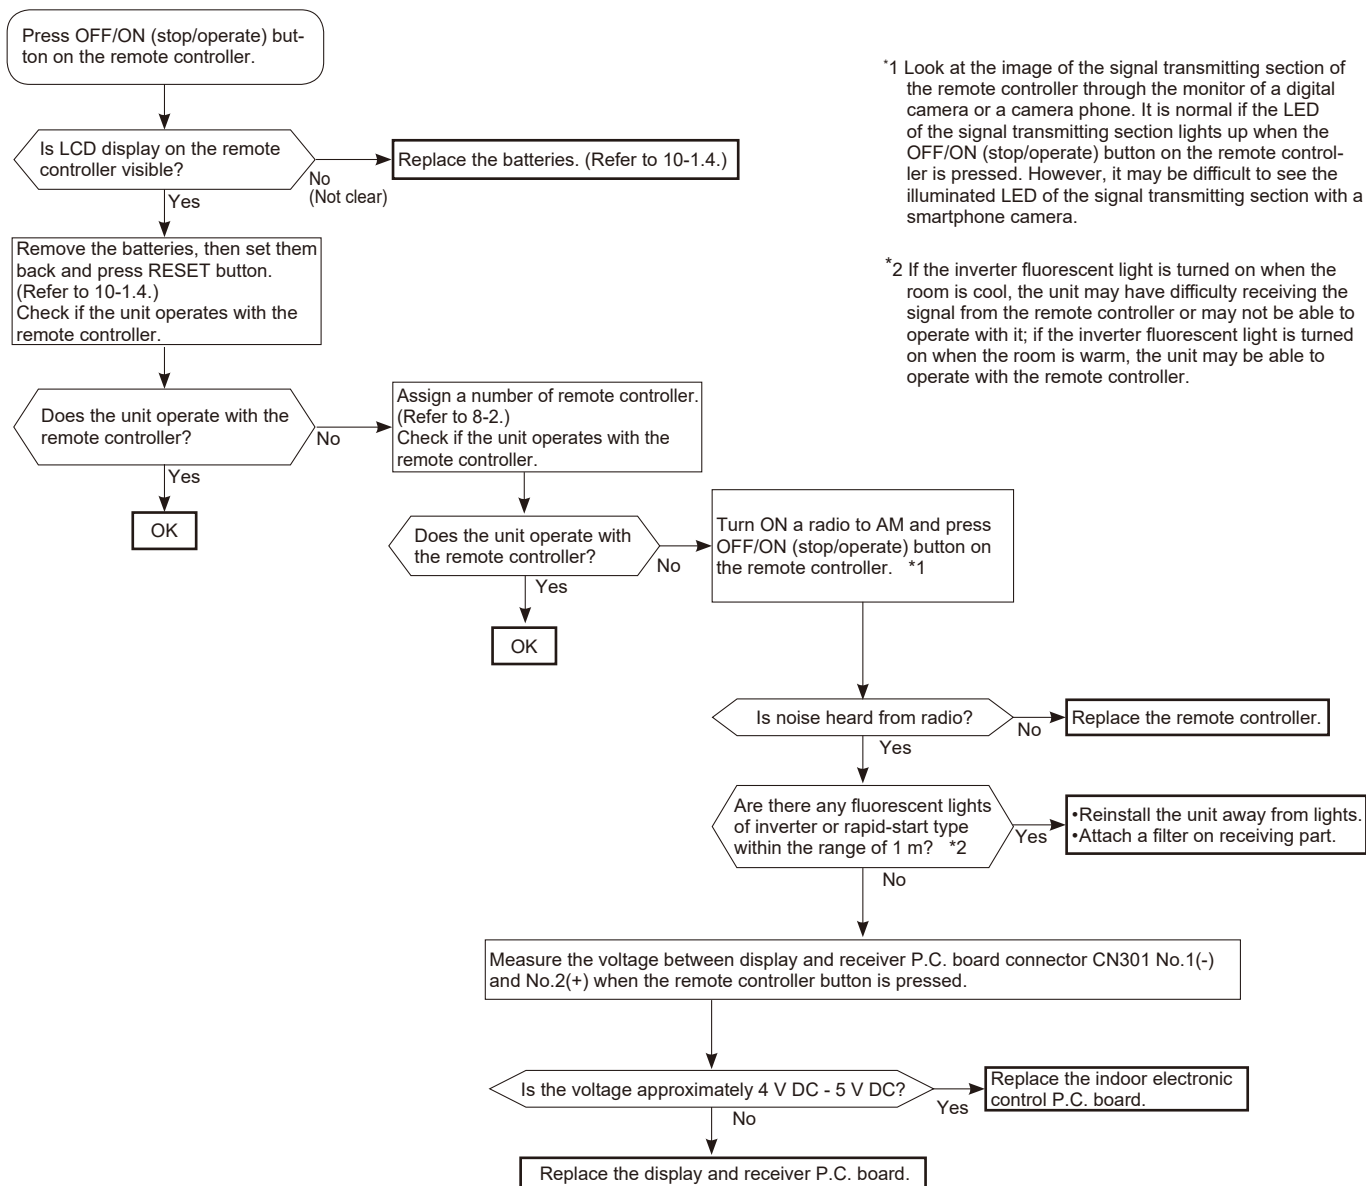 Press OFF/ON (stop/operate) but-
ton on the remote controller.
Is LCD display on the remote
controller visible?
No
(Not clear)
Replace the batteries. (Refer to 10-1.4.)
Yes
Remove the batteries, then set them
back and press RESET button.
(Refer to 10-1.4.)
Check if the unit operates with the
remote controller.
Does the unit operate with the
remote controller?
No
Yes
OK
Assign a number of remote controller.
(Refer to 8-2.)
Check if the unit operates with the
remote controller.
Does the unit operate with
the remote controller?
No
Yes
OK
Turn ON a radio to AM and press
OFF/ON (stop/operate) button on
the remote controller. *1
Is noise heard from radio?
No
Replace the remote controller.
Yes
Are there any fluorescent lights
of inverter or rapid-start type
within the range of 1 m? *2
Yes
•Reinstall the unit away from lights.
•Attach a filter on receiving part.
No
Measure the voltage between display and receiver P.C. board connector CN301 No.1(-)
and No.2(+) when the remote controller button is pressed.
Is the voltage approximately 4 V DC - 5 V DC?
Yes
Replace the indoor electronic
control P.C. board.
No
Replace the display and receiver P.C. board.
*1 Look at the image of the signal transmitting section of
the remote controller through the monitor of a digital
camera or a camera phone. It is normal if the LED
of the signal transmitting section lights up when the
OFF/ON (stop/operate) button on the remote control-
ler is pressed. However, it may be difficult to see the
illuminated LED of the signal transmitting section with a
smartphone camera.
*2 If the inverter fluorescent light is turned on when the
room is cool, the unit may have difficulty receiving the
signal from the remote controller or may not be able to
operate with it; if the inverter fluorescent light is turned
on when the room is warm, the unit may be able to
operate with the remote controller.